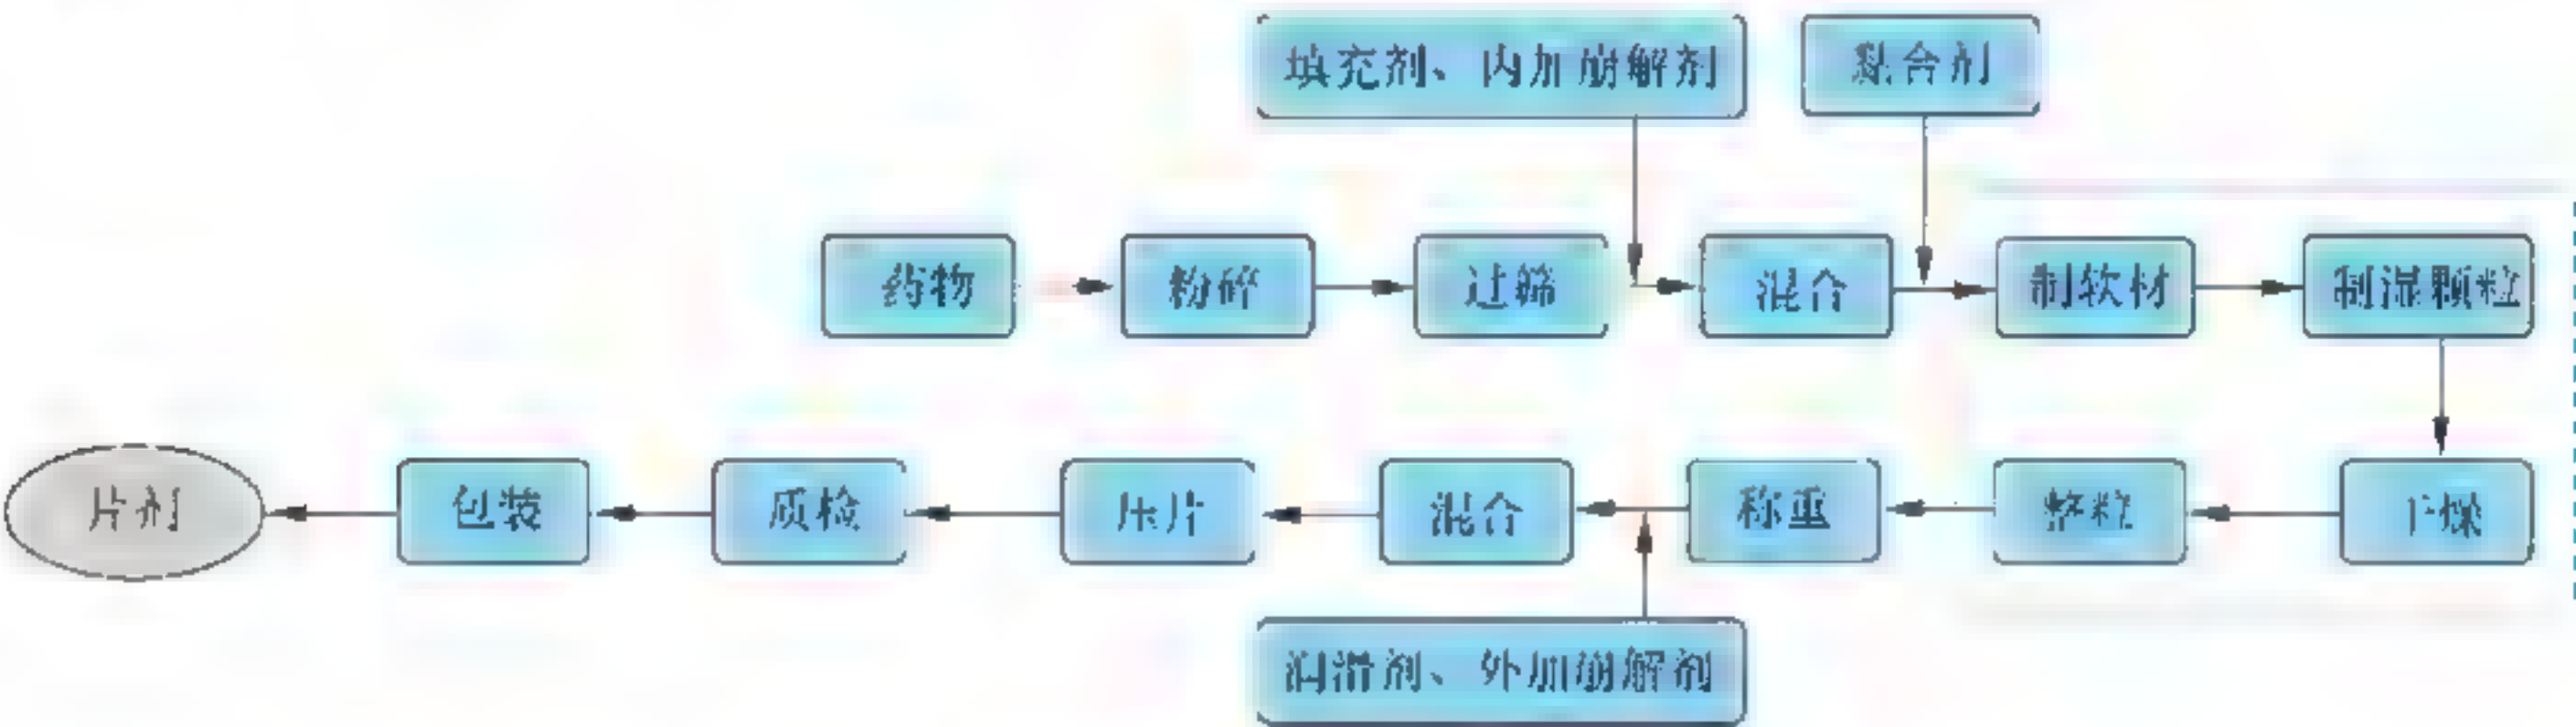 填充剂、内加崩解剂
黏合剂
药物
粉碎
过筛
混合
制软材
制湿颗粒
片剂
包装
质检
压片
混合
称重
整粒
干燥
润滑剂、外加崩解剂